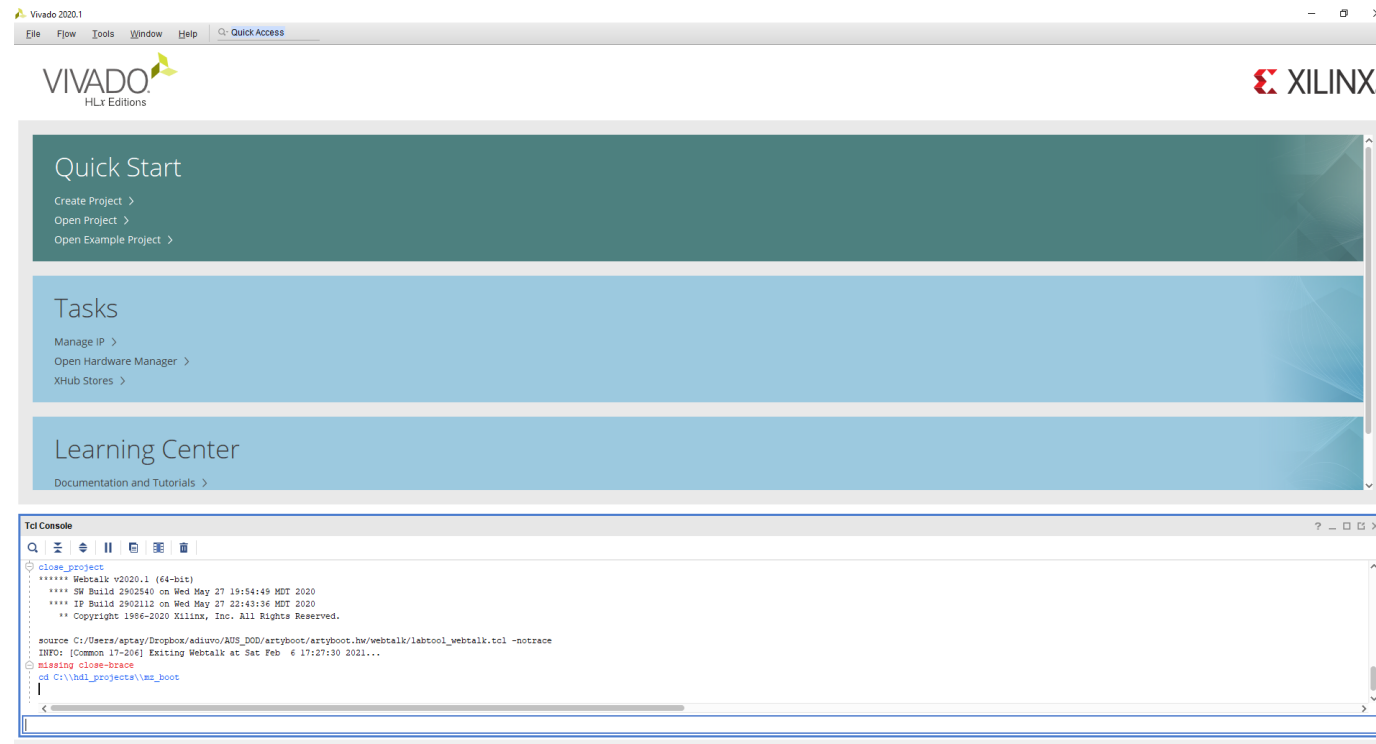 Vivado 2020.1
File Flow Tools Window Help Quick Access
VIVADO.
HLx Editions
XILINX
Quick Start
Create Project >
Open Project >
Open Example Project >
Tasks
Manage IP >
Open Hardware Manager >
XHub Stores >
Learning Center
Documentation and Tutorials >
Tcl Console
close_project
****** Webtalk v2020.1 (64-bit)
**** SW Build 2902540 on Wed May 27 19:54:49 MDT 2020
**** IP Build 2902112 on Wed May 27 22:43:36 MDT 2020
** Copyright 1986-2020 Xilinx, Inc. All Rights Reserved.
source C:/Users/aptay/Dropbox/adiuvo/AUS_DOD/artyboot/artyboot.hw/webtalk/labtool_webtalk.tcl -notrace
INFO: [Common 17-206] Exiting Webtalk at Sat Feb  6 17:27:30 2021...
missing close-brace
cd C:\\hdl_projects\\mz_boot